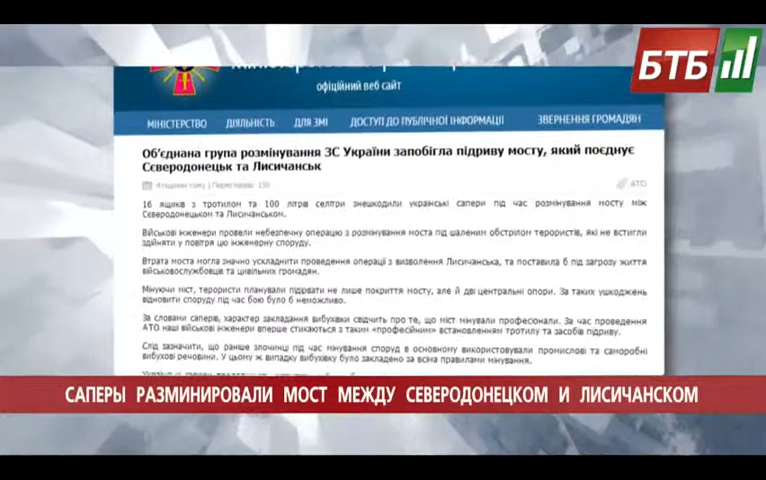 БТБ
офіційний веб сайт
МІНІСТЕРСТВО ДІЯЛЬНІСТЬ ДЛЯ ЗМІ ДОСТУП ДО ПУБЛІЧНОЇ ІНФОРМАЦІЇ ЗВЕРНЕННЯ ГРОМАДЯН
Об’єднана група розмінування ЗС України запобігла підриву мосту, який поєднує
Сєверодонецьк та Лисичанськ
АТО
16 ящиків з тротилом та 100 літрів селітри знешкодили українські сапери під час розмінування мосту між
Сєверодонецьком та Лисичанськом.
Військові інженери провели небезпечну операцію з розмінування моста під шаленим обстрілом терористів, які не встигли
здійняти у повітря цю інженерну споруду.
Втрата моста могла значно ускладнити проведення операції з визволення Лисичанська, та поставила б під загрозу життя
військовослужбовців та цивільних громадян.
Мінуючи міст, терористи планували підірвати не лише покриття мосту, але й дві центральні опори. За таких ушкоджень
відновити споруду під час бою було б неможливо.
За словами саперів, характер закладання вибухівки свідчить про те, що міст мінували професіонали. За час проведення
АТО наші військові інженери вперше стикаються з таким «професійним» встановленням тротилу та засобів підриву.
Слід зазначити, що раніше злочинці під час мінування споруд в основному використовували промислові та саморобні
вибухові речовини. У цьому ж випадку вибухівку було закладено за всіма правилами мінування.
САПЕРЫ РАЗМИНИРОВАЛИ МОСТ МЕЖДУ СЕВЕРОДОНЕЦКОМ И ЛИСИЧАНСКОМ